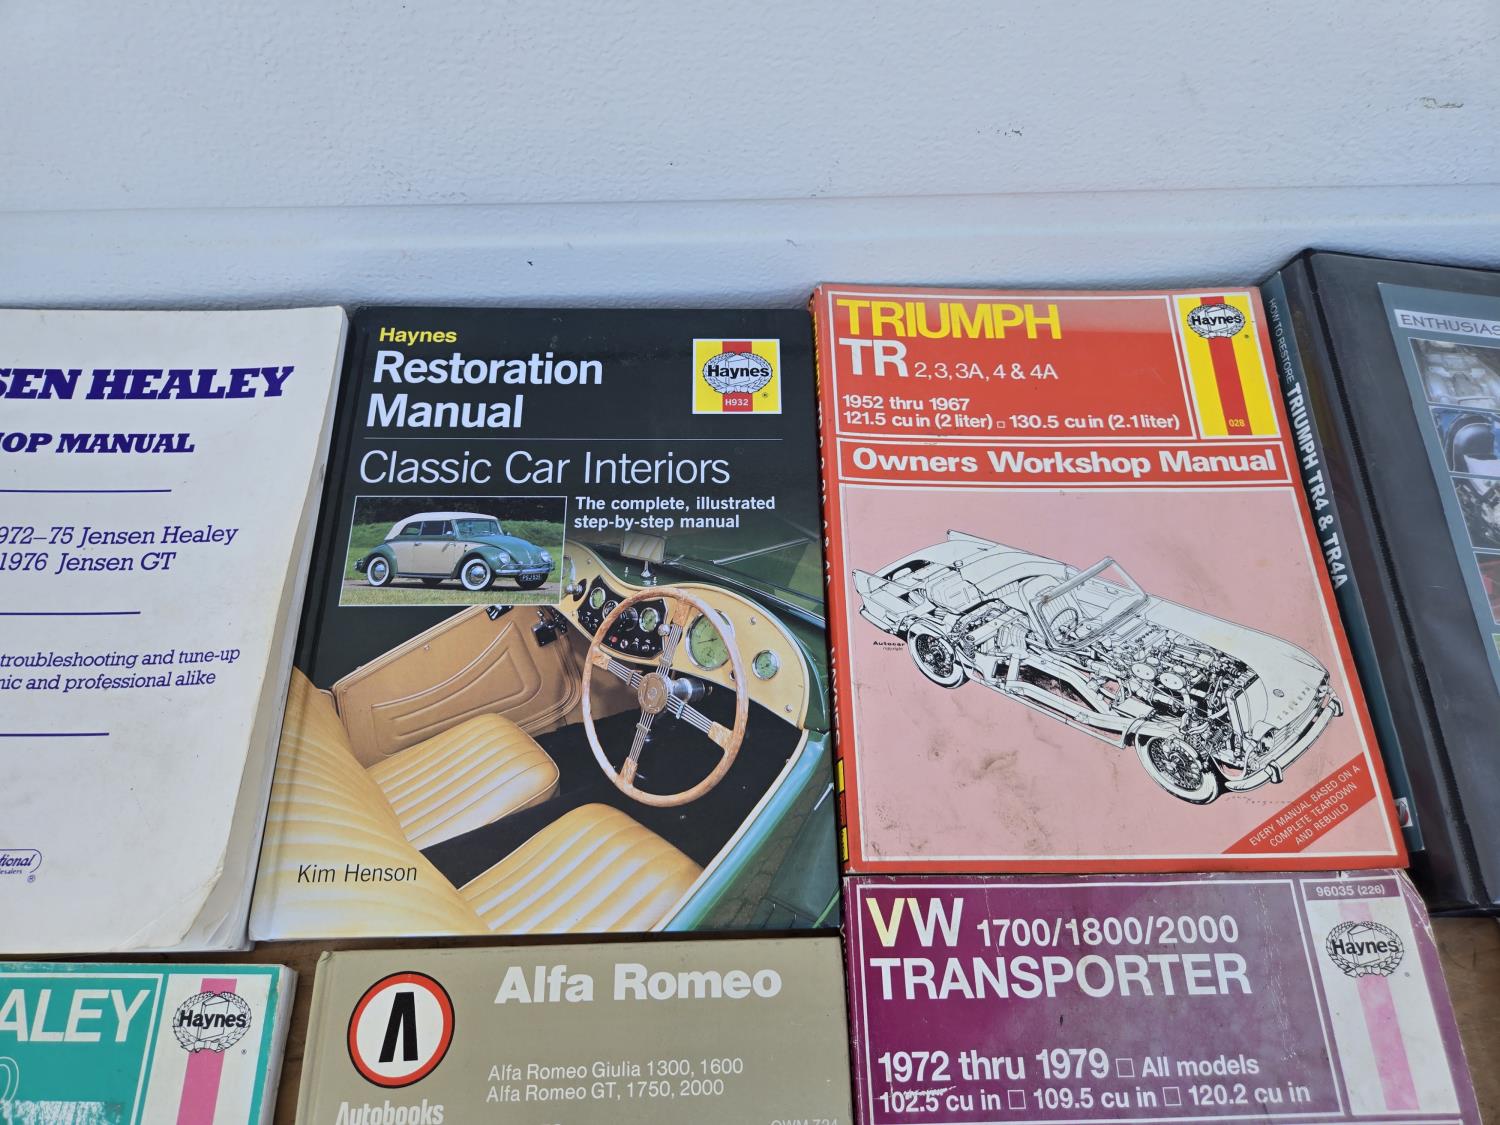 SEN HEALEY
OP MANUAL
972–75 Jensen Healey
1976 Jensen GT
troubleshooting and tune-up
nic and professional alike
tional
®
Haynes
Restoration
Manual
Haynes
®
H932
Classic Car Interiors
The complete, illustrated
step-by-step manual
Kim Henson
TRIUMPH
TR 2, 3, 3A, 4 & 4A
1952 thru 1967
121.5 cu in (2 liter) □ 130.5 cu in (2.1 liter)
Haynes
®
028
Owners Workshop Manual
Autocar
copyright
TRIUMPH
EVERY MANUAL BASED ON A
COMPLETE TEARDOWN
AND REBUILD
HOW TO RESTORE TRIUMPH TR4 & TR4A
ENTHUSIAS
ALEY
Haynes
®
Alfa Romeo
Alfa Romeo Giulia 1300, 1600
Alfa Romeo GT, 1750, 2000
Autobooks
OWM 724
VW 1700/1800/2000
TRANSPORTER
1972 thru 1979 □ All models
102.5 cu in □ 109.5 cu in □ 120.2 cu in
96035 (226)
Haynes
®